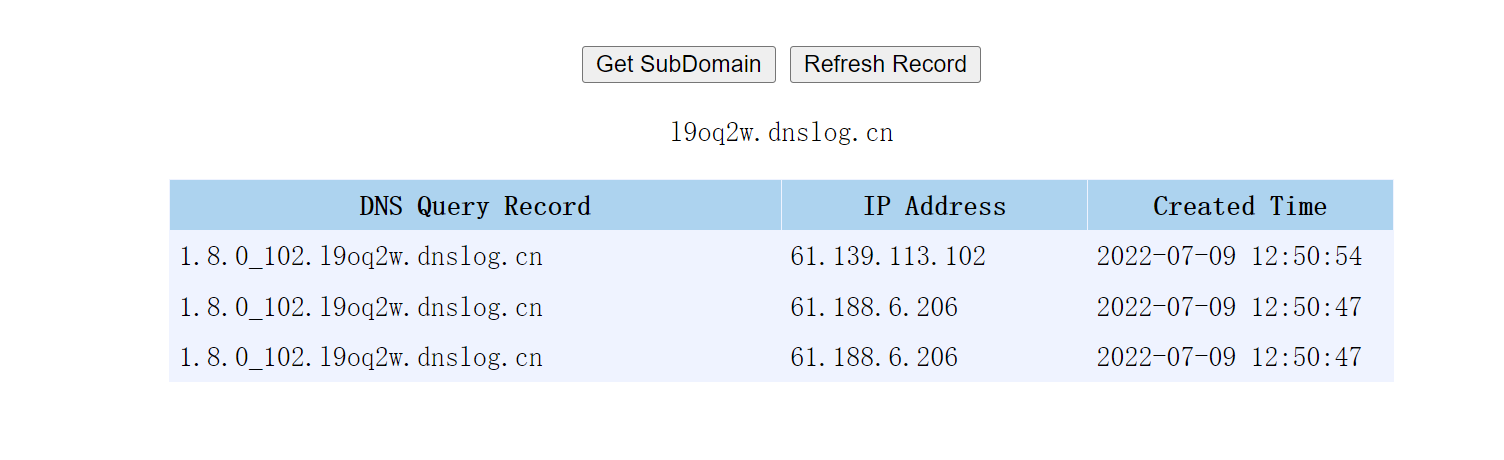 Get SubDomain Refresh Record
l9oq2w.dnslog.cn
DNS Query Record IP Address Created Time
1.8.0_102.l9oq2w.dnslog.cn 61.139.113.102 2022-07-09 12:50:54
1.8.0_102.l9oq2w.dnslog.cn 61.188.6.206 2022-07-09 12:50:47
1.8.0_102.l9oq2w.dnslog.cn 61.188.6.206 2022-07-09 12:50:47